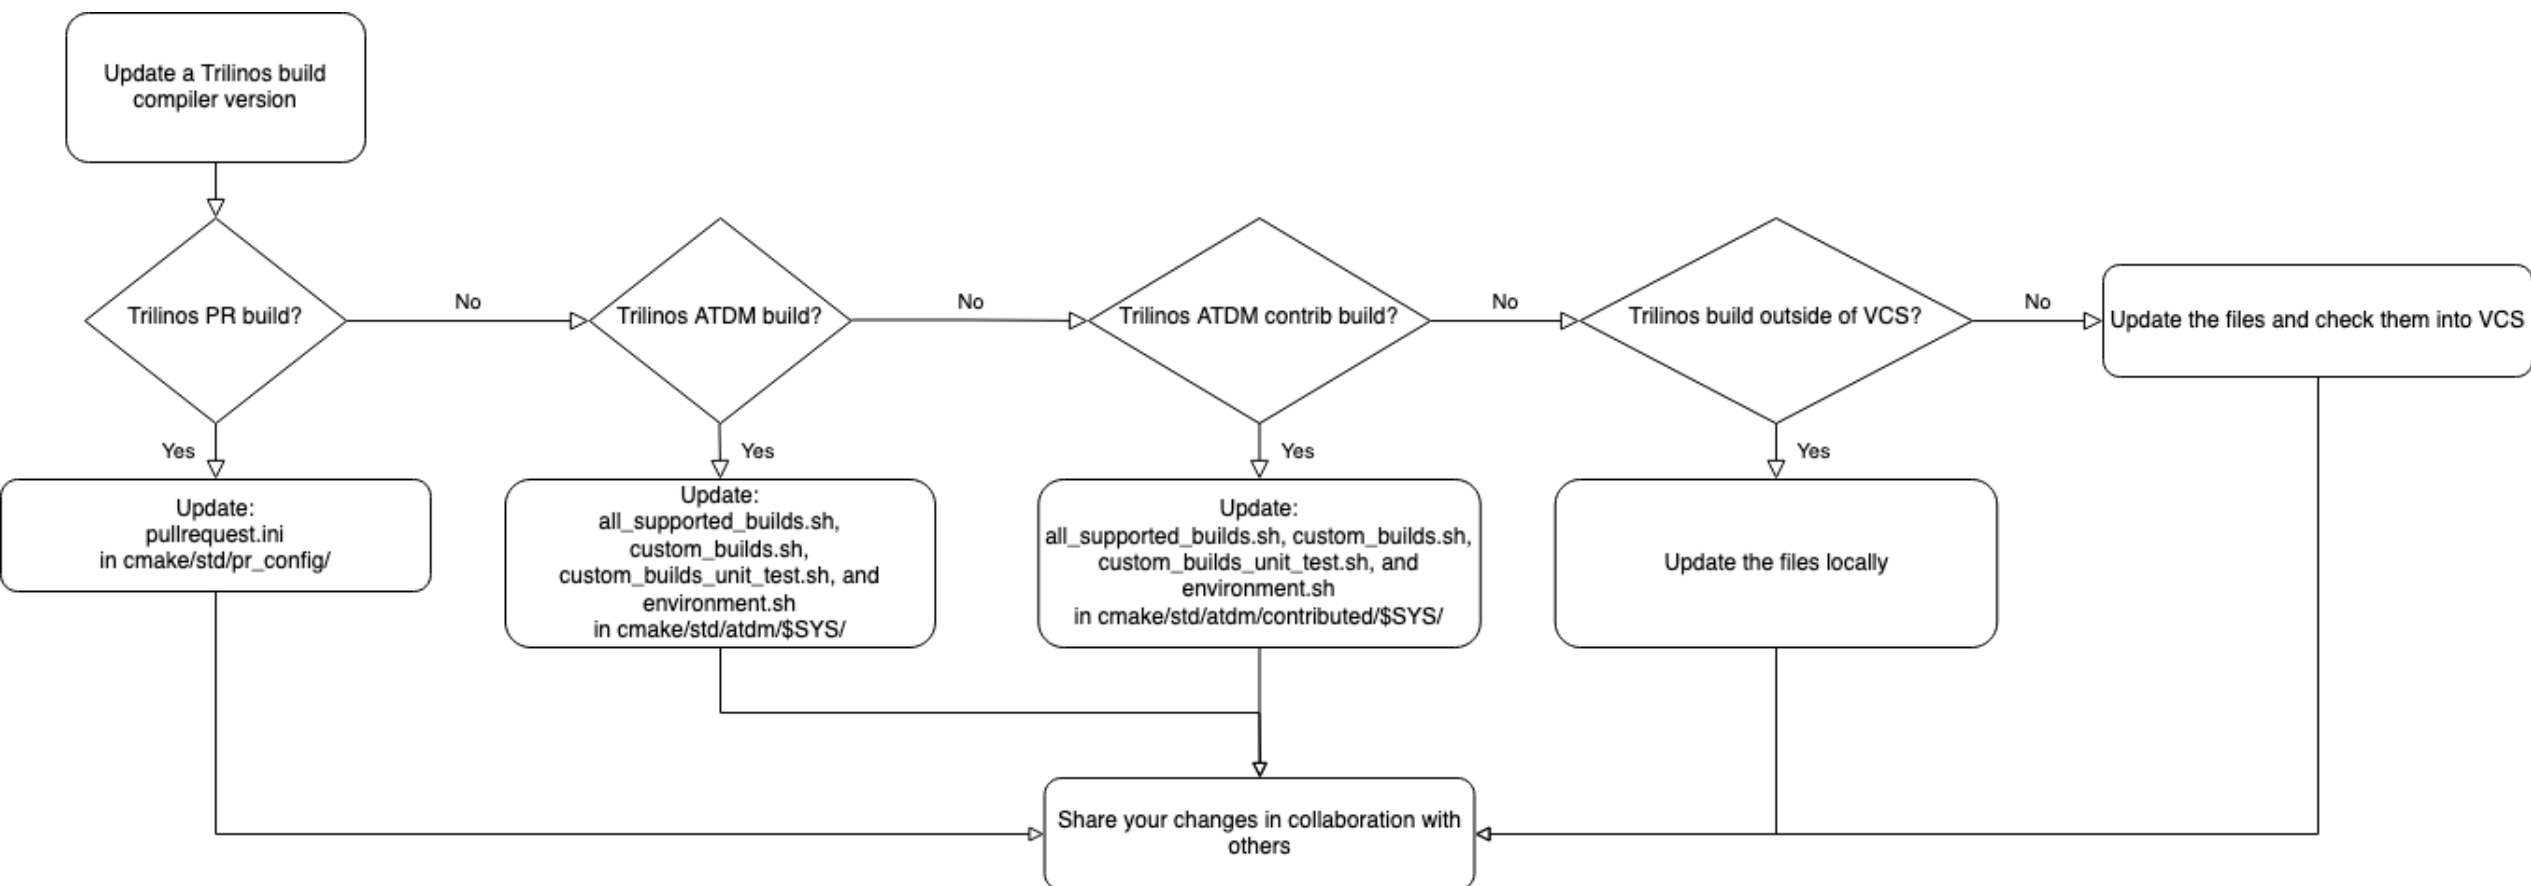 Update a Trilinos build
compiler version
Trilinos PR build?
No
Trilinos ATDM build?
No
Trilinos ATDM contrib build?
No
Trilinos build outside of VCS?
No
Update the files and check them into VCS
Yes
Yes
Yes
Yes
Update:
pullrequest.ini
in cmake/std/pr_config/
Update:
all_supported_builds.sh,
custom_builds.sh,
custom_builds_unit_test.sh, and
environment.sh
in cmake/std/atdm/$SYS/
Update:
all_supported_builds.sh, custom_builds.sh,
custom_builds_unit_test.sh, and
environment.sh
in cmake/std/atdm/contributed/$SYS/
Update the files locally
Share your changes in collaboration with
others